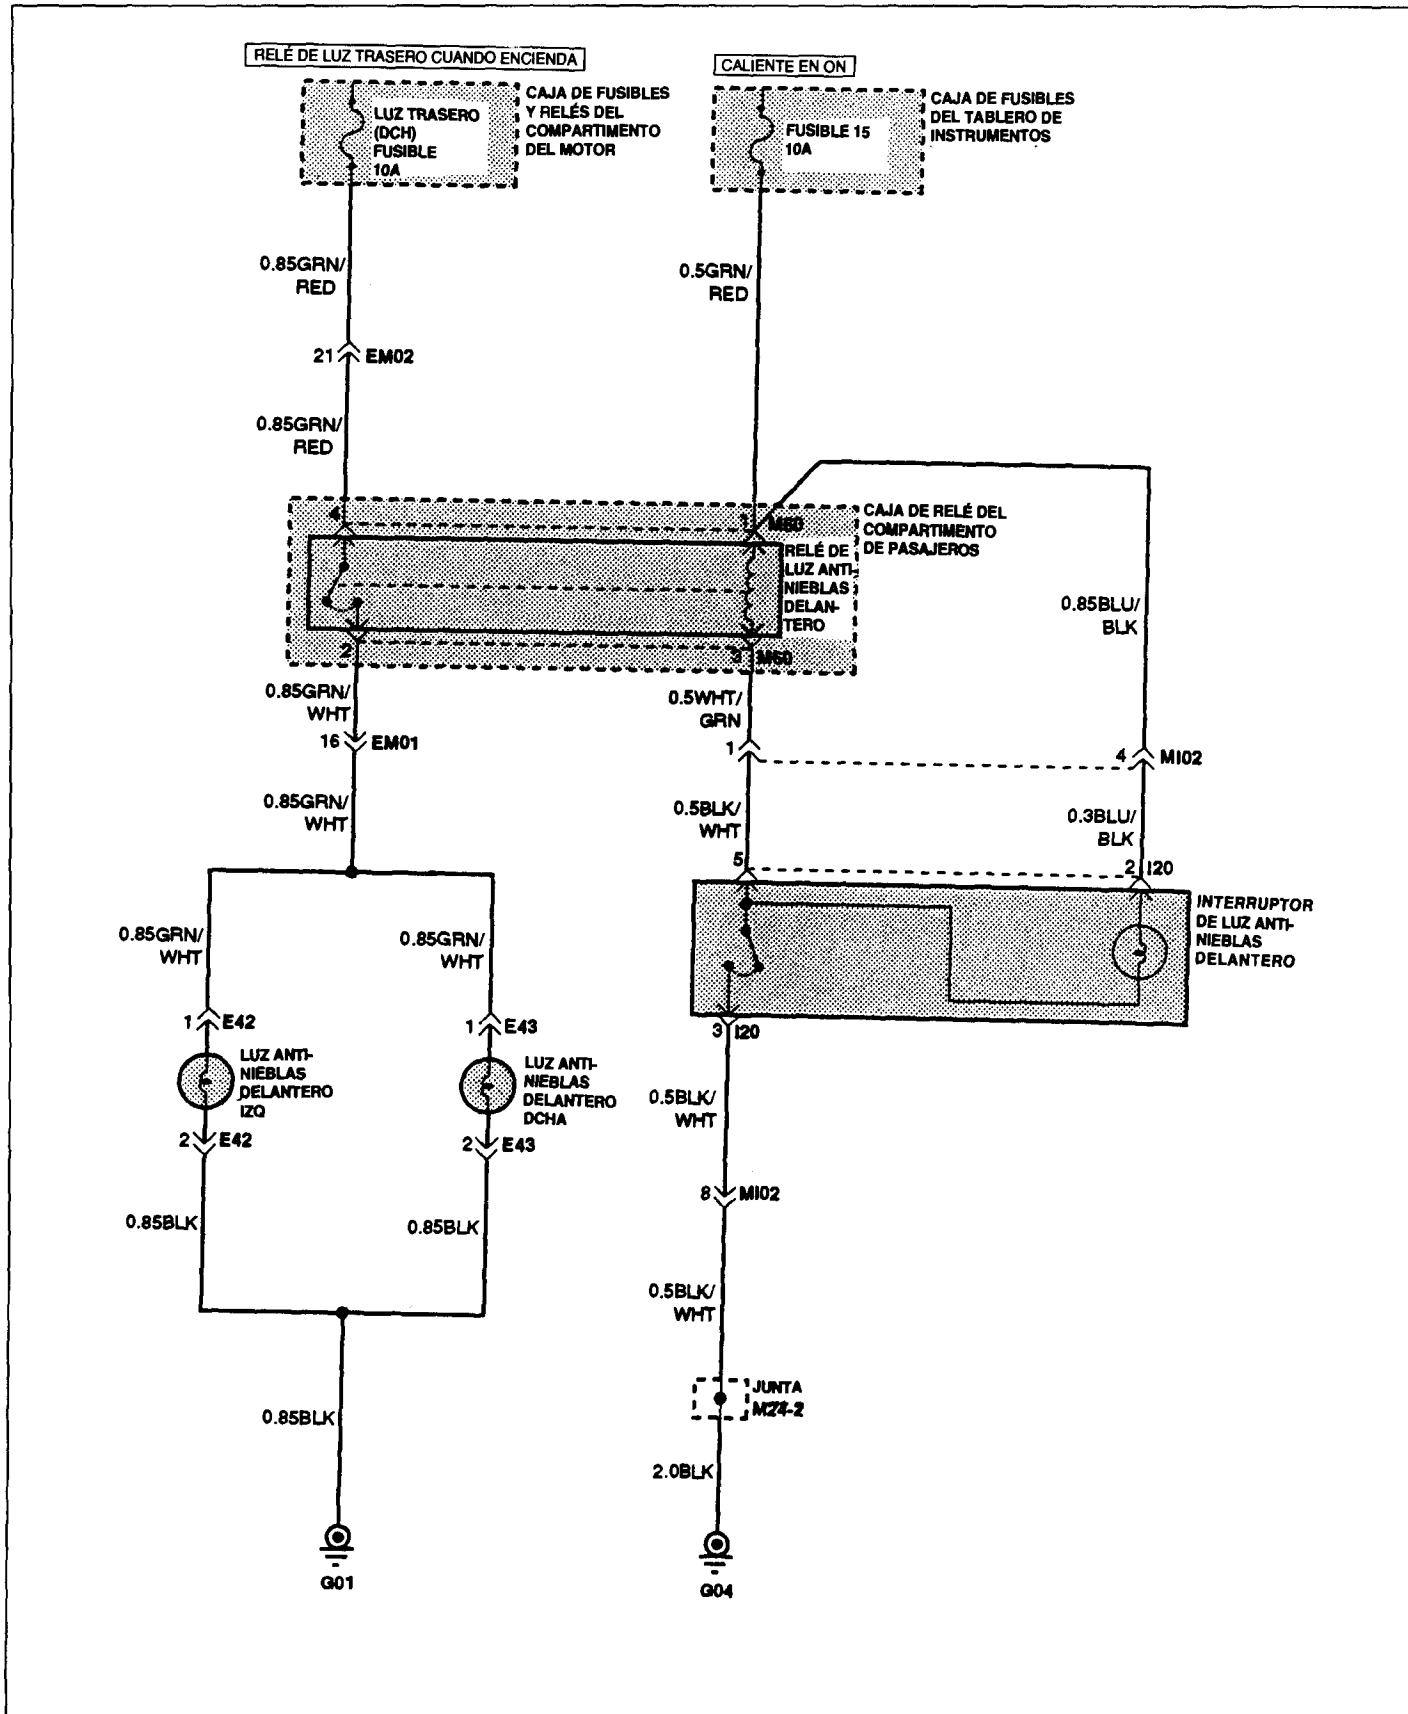 RELÉ DE LUZ TRASERO CUANDO ENCIENDA
CALIENTE EN ON
LUZ TRASERO
(DCH)
FUSIBLE
10A
CAJA DE FUSIBLES
Y RELÉS DEL
COMPARTIMENTO
DEL MOTOR
FUSIBLE 15
10A
CAJA DE FUSIBLES
DEL TABLERO DE
INSTRUMENTOS
0.85GRN/
RED
0.5GRN/
RED
21
EM02
0.85GRN/
RED
4
1
M50
CAJA DE RELÉ DEL
COMPARTIMENTO
DE PASAJEROS
RELÉ DE
LUZ ANTI-
NIEBLAS
DELAN-
TERO
2
3
M50
0.85BLU/
BLK
0.85GRN/
WHT
0.5WHT/
GRN
16
EM01
1
4
MI02
0.85GRN/
WHT
0.5BLK/
WHT
0.3BLU/
BLK
5
2
I20
INTERRUPTOR
DE LUZ ANTI-
NIEBLAS
DELANTERO
0.85GRN/
WHT
0.85GRN/
WHT
1
E42
1
E43
3
I20
LUZ ANTI-
NIEBLAS
DELANTERO
IZQ
LUZ ANTI-
NIEBLAS
DELANTERO
DCHA
2
E42
2
E43
0.5BLK/
WHT
8
MI02
0.85BLK
0.85BLK
0.5BLK/
WHT
JUNTA
M24-2
0.85BLK
2.0BLK
G01
G04